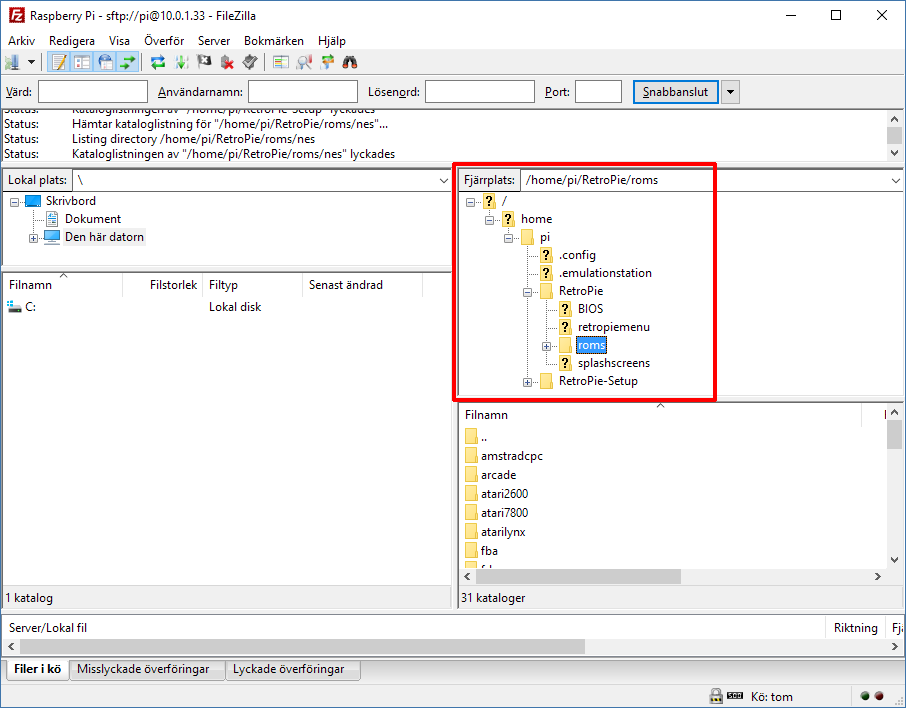 Raspberry Pi - sftp://pi@10.0.1.33 - FileZilla
Arkiv Redigera Visa Överför Server Bokmärken Hjälp
Värd: Användarnamn: Lösenord: Port: Snabbanslut
Status: Kataloglistningen av "/home/pi/RetroPie-Setup" lyckades
Status: Hämtar kataloglistning för "/home/pi/RetroPie/roms/nes"...
Status: Listing directory /home/pi/RetroPie/roms/nes
Status: Kataloglistningen av "/home/pi/RetroPie/roms/nes" lyckades
Lokal plats: \
Skrivbord
Dokument
Den här datorn
Filnamn Filstorlek Filtyp Senast ändrad
C: Lokal disk
1 katalog
Fjärrplats: /home/pi/RetroPie/roms
/
home
pi
.config
.emulationstation
RetroPie
BIOS
retropiemenu
roms
splashscreens
RetroPie-Setup
Filnamn
..
amstradcpc
arcade
atari2600
atari7800
atarilynx
fba
31 kataloger
Server/Lokal fil Riktning Fjä
Filer i kö Misslyckade överföringar Lyckade överföringar
Kö: tom